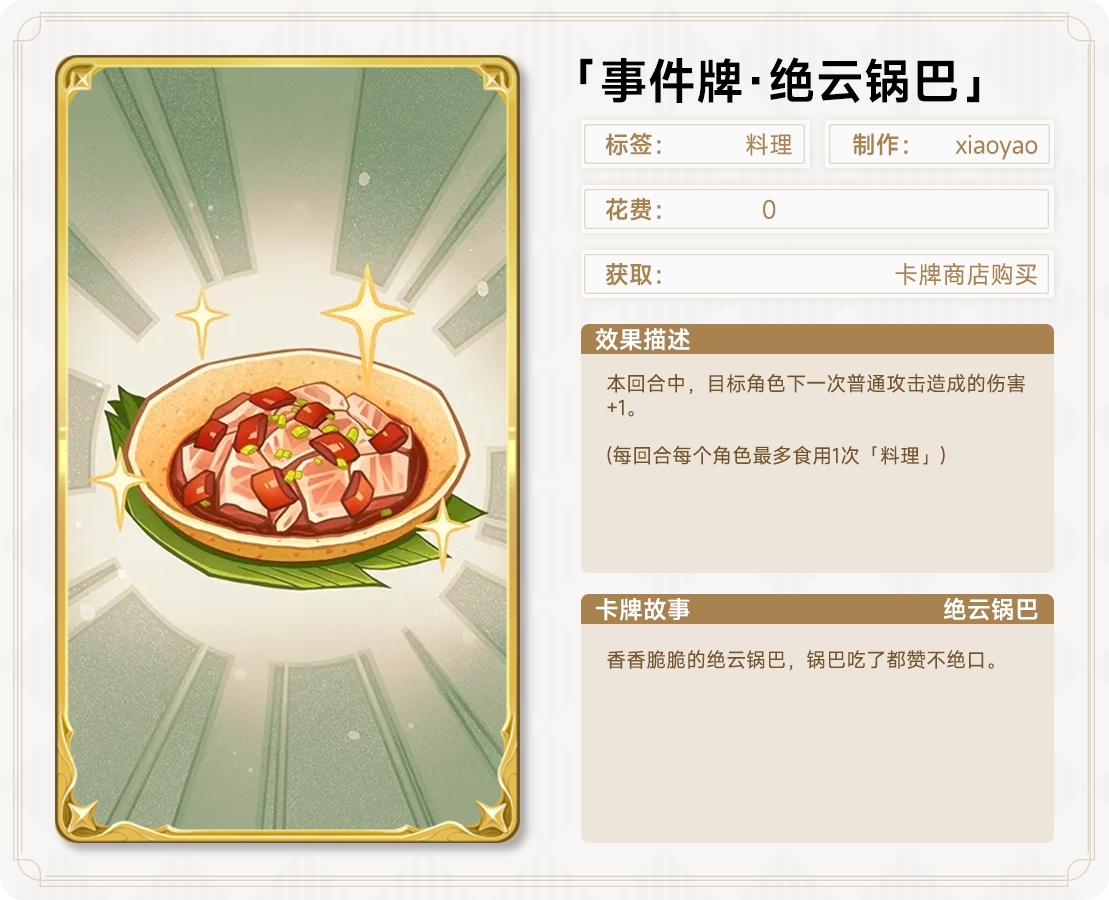 「事件牌·绝云锅巴」
标签： 料理 制作： xiaoyao
花费： 0
获取： 卡牌商店购买
效果描述
本回合中，目标角色下一次普通攻击造成的伤害
+1。
(每回合每个角色最多食用1次「料理」)
卡牌故事 绝云锅巴
香香脆脆的绝云锅巴，锅巴吃了都赞不绝口。